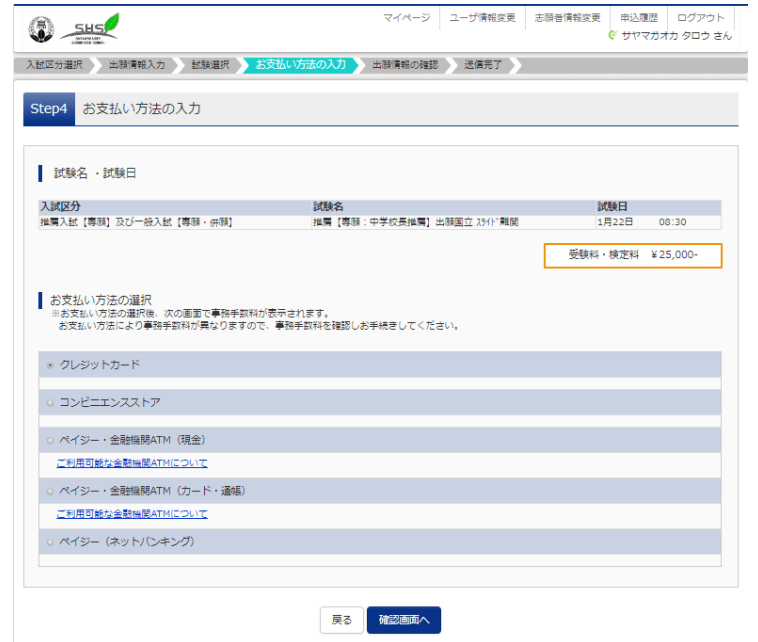 SHS
マイページ ユーザ情報変更 志願者情報変更 申込履歴 ログアウト
サヤマガオカ タロウ さん
入試区分選択 出願情報入力 試験選択 お支払い方法の入力 出願情報の確認 送信完了
Step4 お支払い方法の入力
試験名 ・試験日
入試区分 試験名 試験日
推薦入試【専願】及び一般入試【専願・併願】 推薦【専願：中学校長推薦】出願国立 ｽﾗｲﾄﾞ難関 1月22日 08:30
受験料・検定料 ¥25,000-
お支払い方法の選択
※お支払い方法の選択後、次の画面で事務手数料が表示されます。
お支払い方法により事務手数料が異なりますので、事務手数料を確認しお手続きしてください。
クレジットカード
コンビニエンスストア
ペイジー・金融機関ATM（現金）
ご利用可能な金融機関ATMについて
ペイジー・金融機関ATM（カード・通帳）
ご利用可能な金融機関ATMについて
ペイジー（ネットバンキング）
戻る 確認画面へ